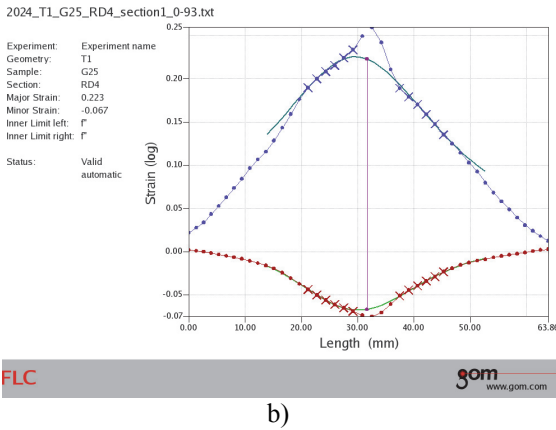 2024_T1_G25_RD4_section1_0-93.txt
Experiment: Experiment name
Geometry: T1
Sample: G25
Section: RD4
Major Strain: 0.223
Minor Strain: -0.067
Inner Limit left: f"
Inner Limit right: f"
Status: Valid
automatic
Strain (log)
0.25
0.20
0.15
0.10
0.05
0.00
-0.05
-0.07
0.00 10.00 20.00 30.00 40.00 50.00 63.80
Length (mm)
FLC
gom
www.gom.com
b)